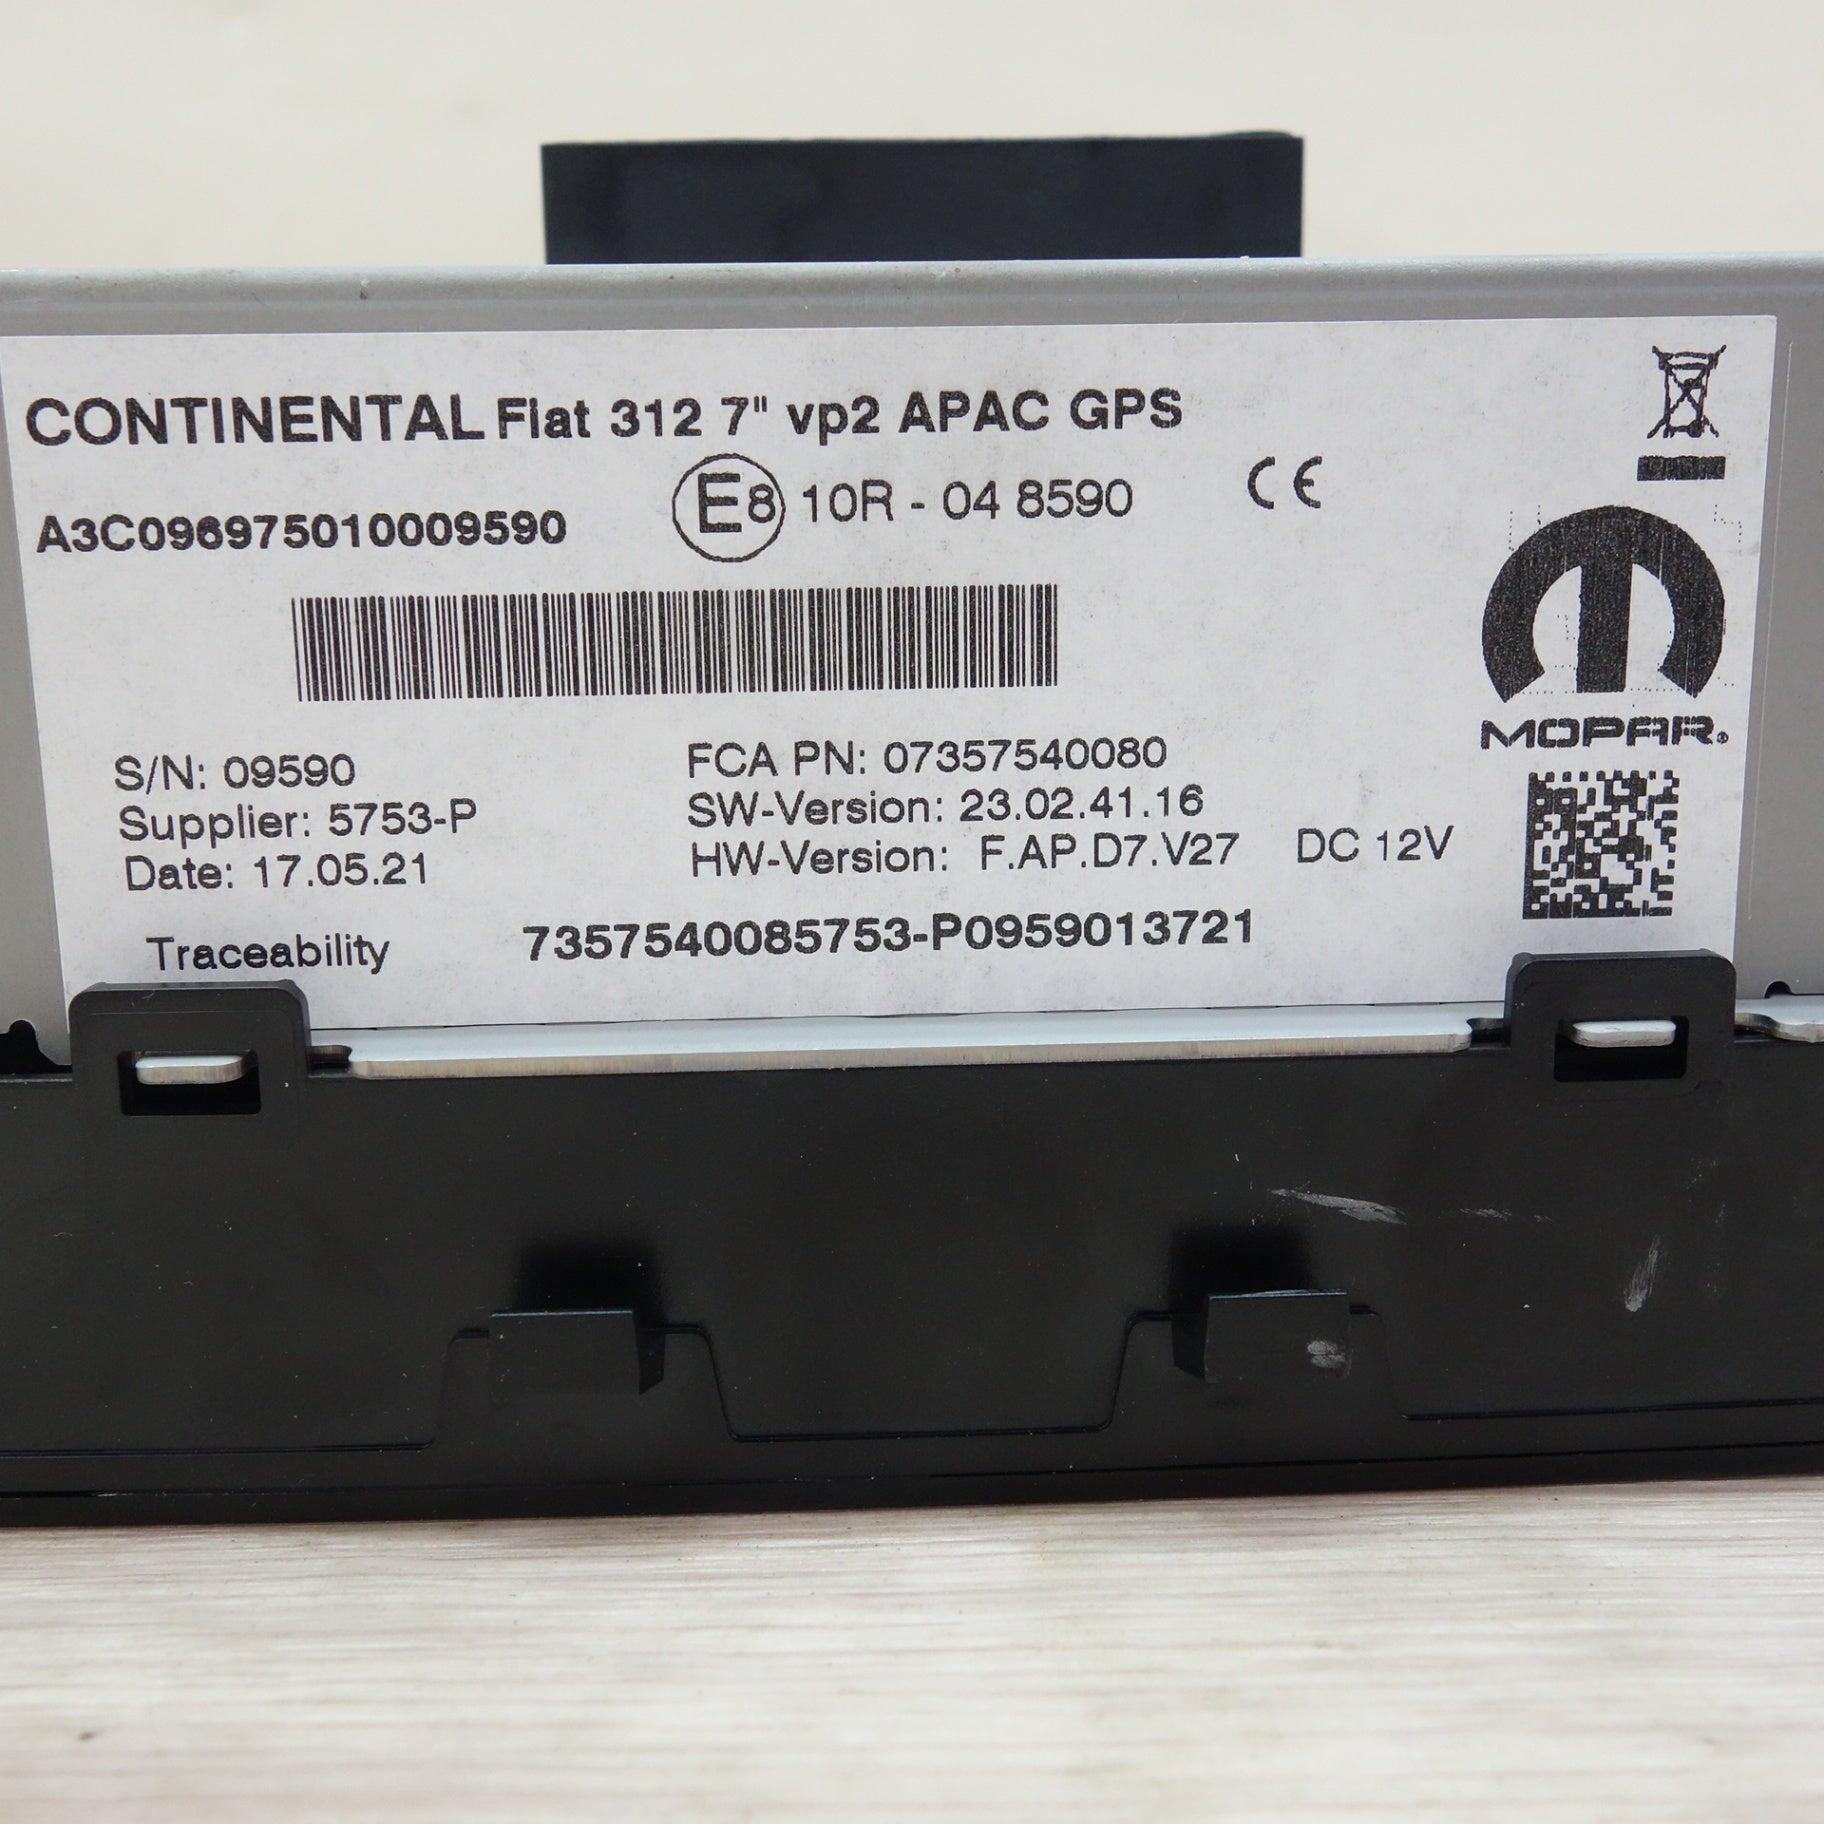 CONTINENTAL Fiat 312 7" vp2 APAC GPS
A3C096975010009590
E8 10R - 04 8590
CE
MOPAR.
S/N: 09590
Supplier: 5753-P
Date: 17.05.21
FCA PN: 07357540080
SW-Version: 23.02.41.16
HW-Version: F.AP.D7.V27 DC 12V
Traceability 7357540085753-P0959013721